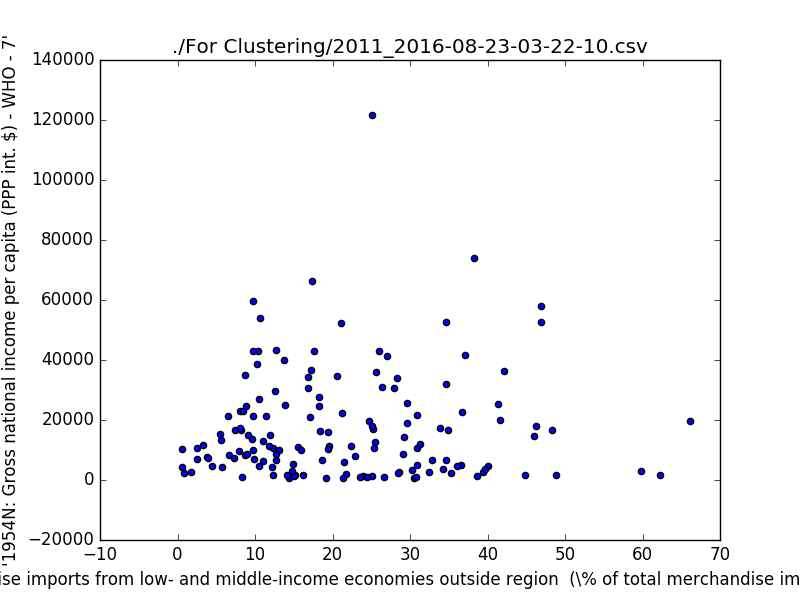 ./For Clustering/2011_2016-08-23-03-22-10.csv
'1954N: Gross national income per capita (PPP int. $) - WHO - 7'
140000
120000
100000
80000
60000
40000
20000
0
−20000
−10 0 10 20 30 40 50 60 70
imports from low- and middle-income economies outside region (\% of total merchandise